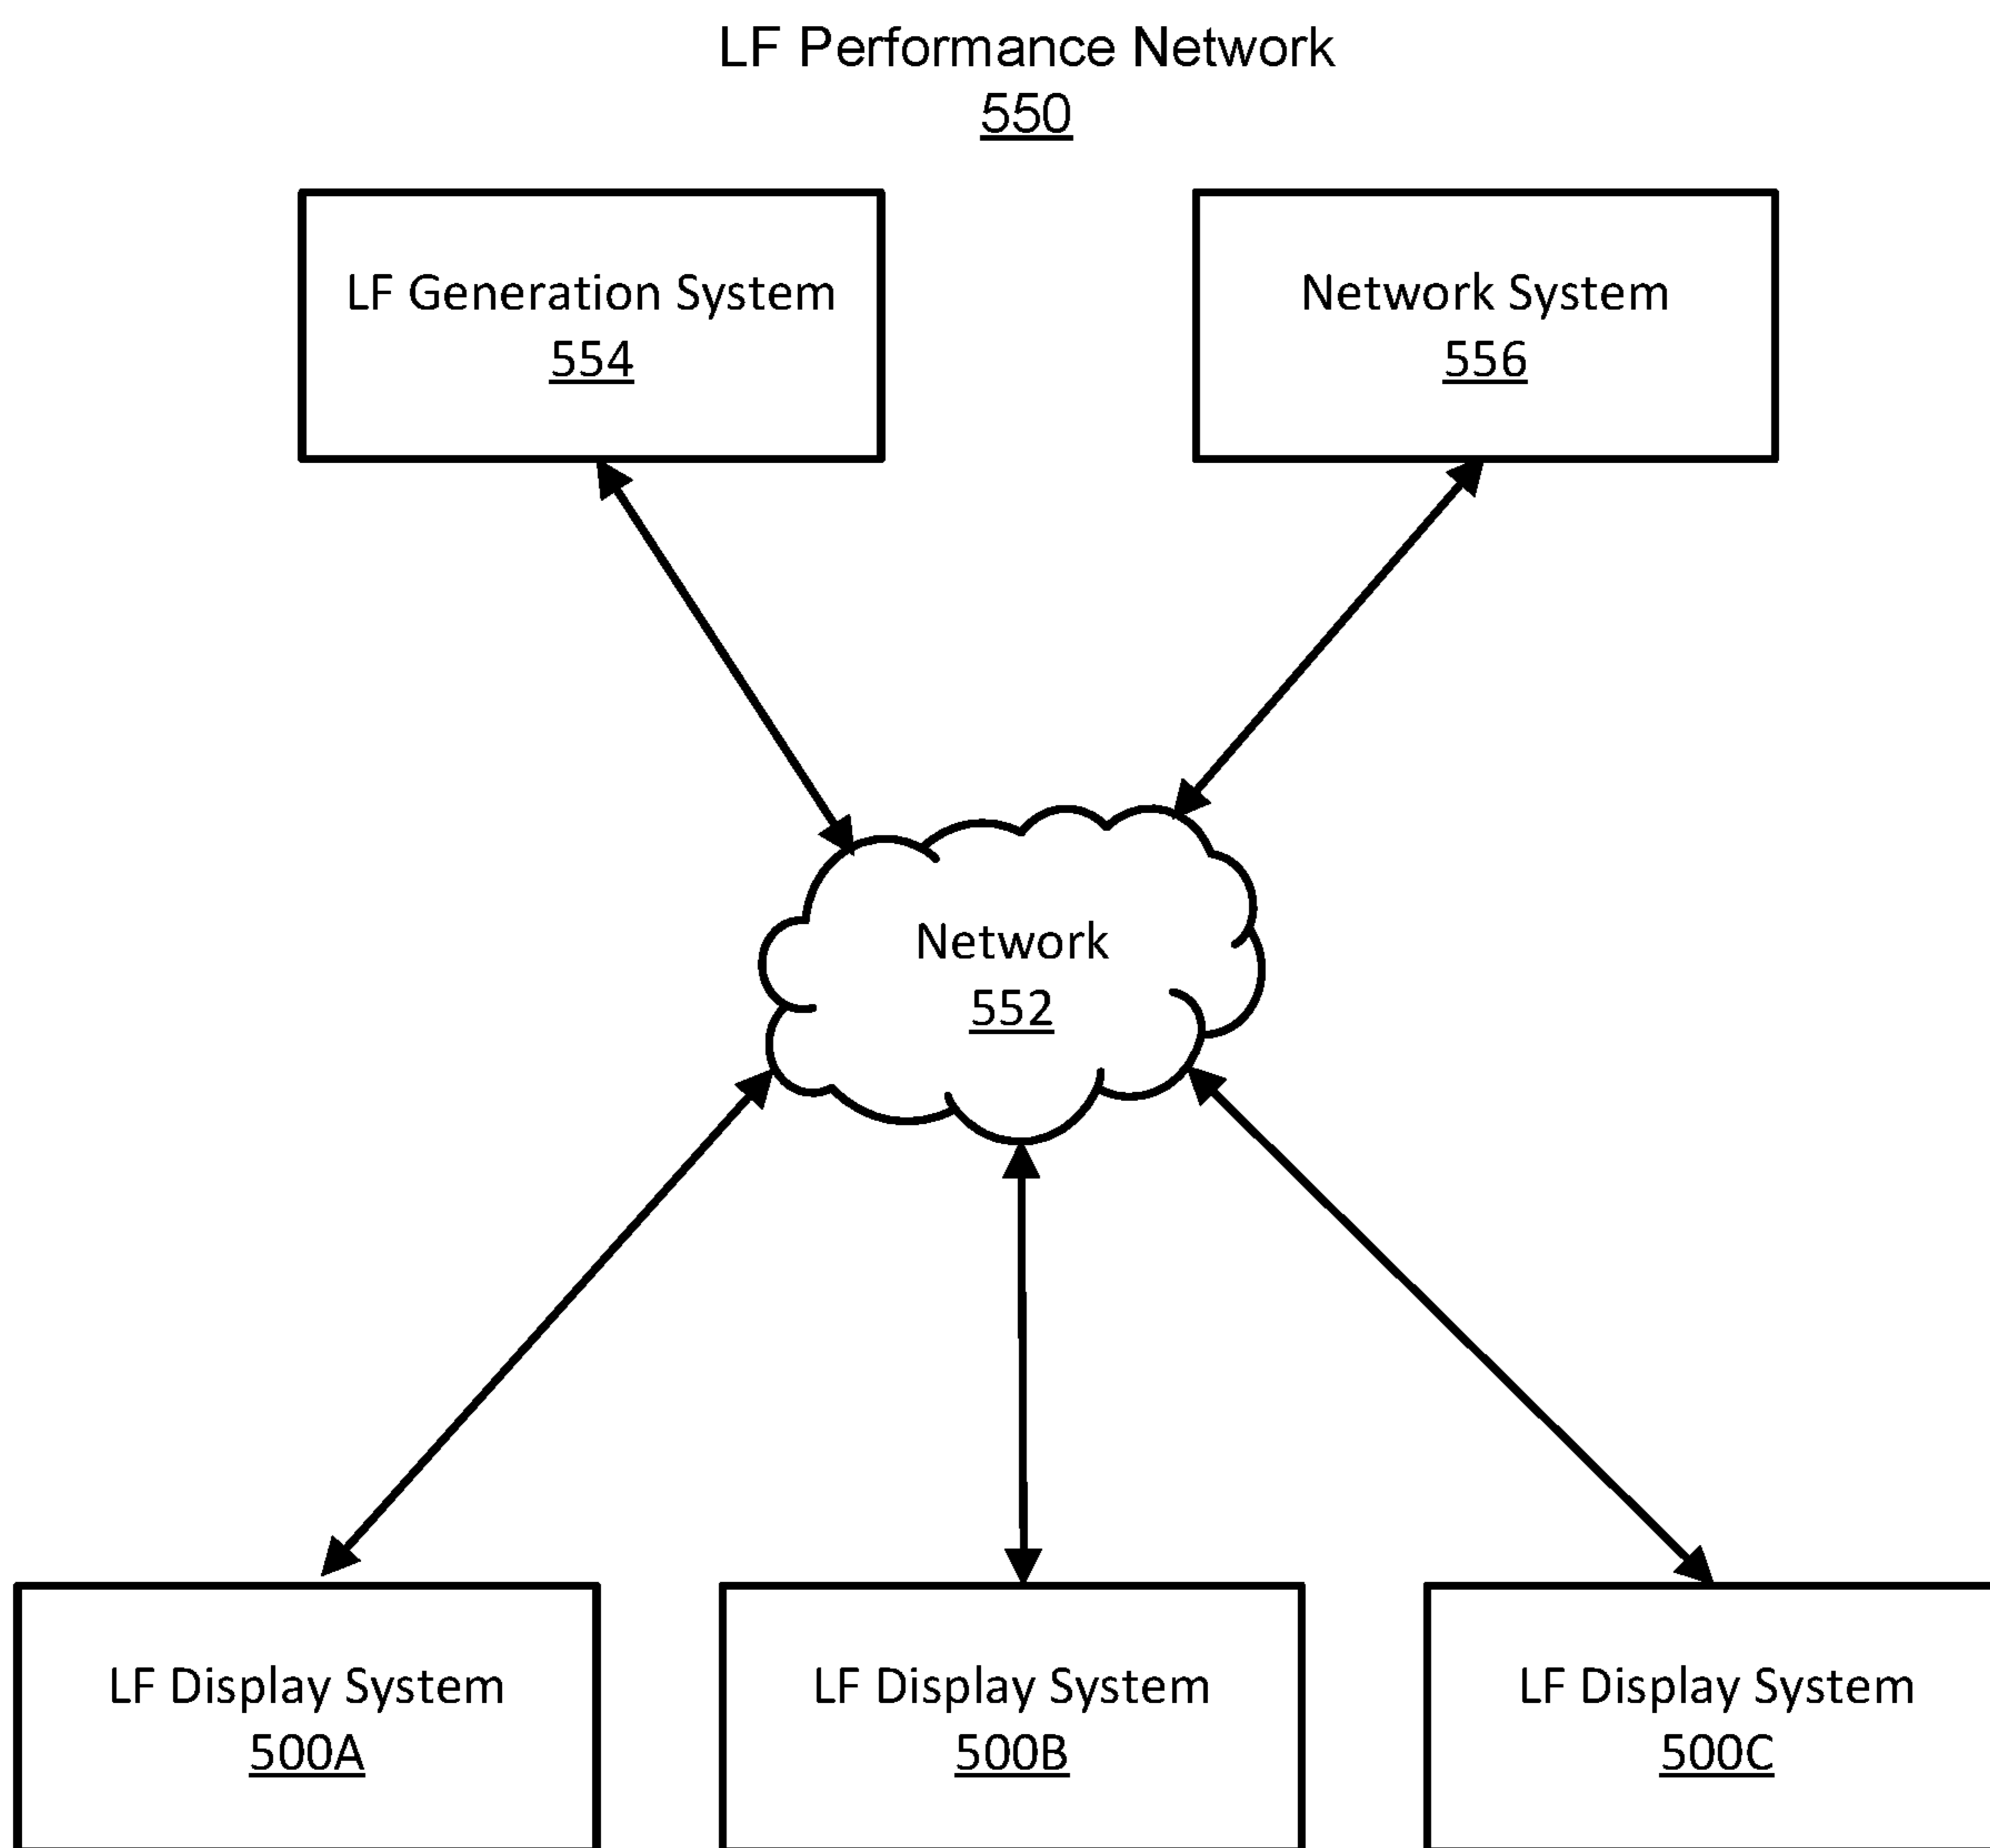 LF Performance Network
550
LF Generation System
554
Network System
556
Network
552
LF Display System
500A
LF Display System
500B
LF Display System
500C